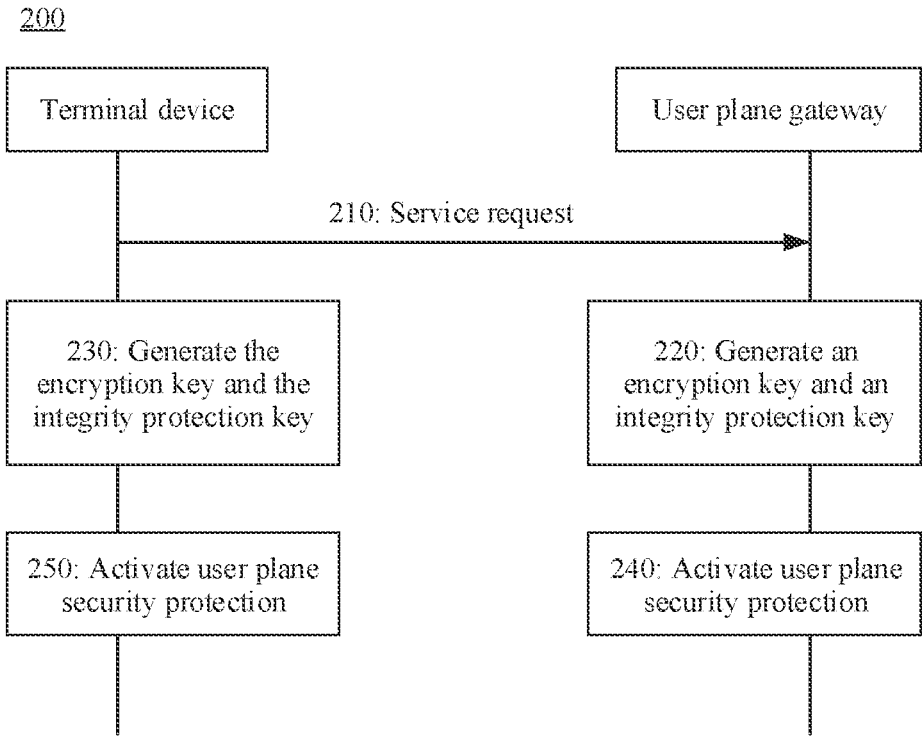 200
Terminal device
User plane gateway
210: Service request
230: Generate the
encryption key and the
integrity protection key
220: Generate an
encryption key and an
integrity protection key
250: Activate user plane
security protection
240: Activate user plane
security protection